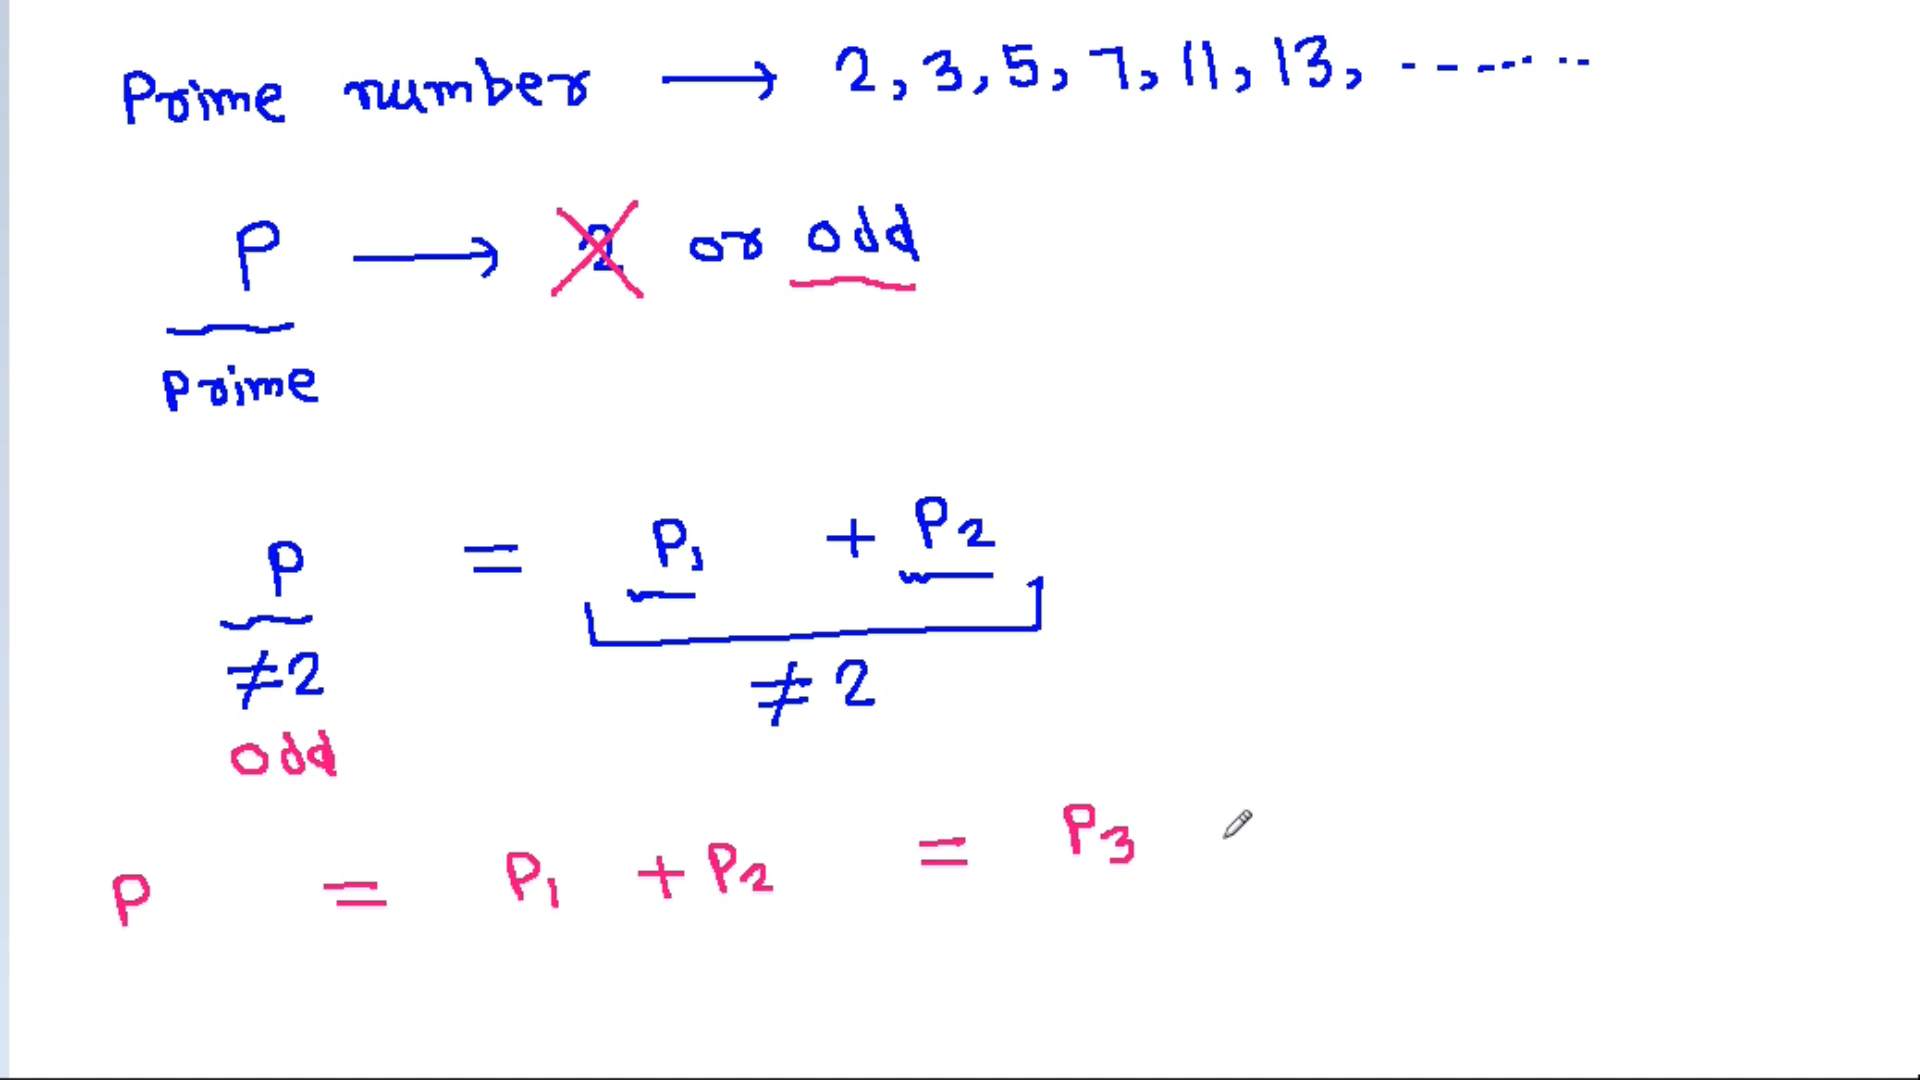 Prime number → 2, 3, 5, 7, 11, 13, -------
P → 2 or odd
prime
P = P₁ + P₂
≠2 ≠ 2
odd
P = P₁ + P₂ = P₃